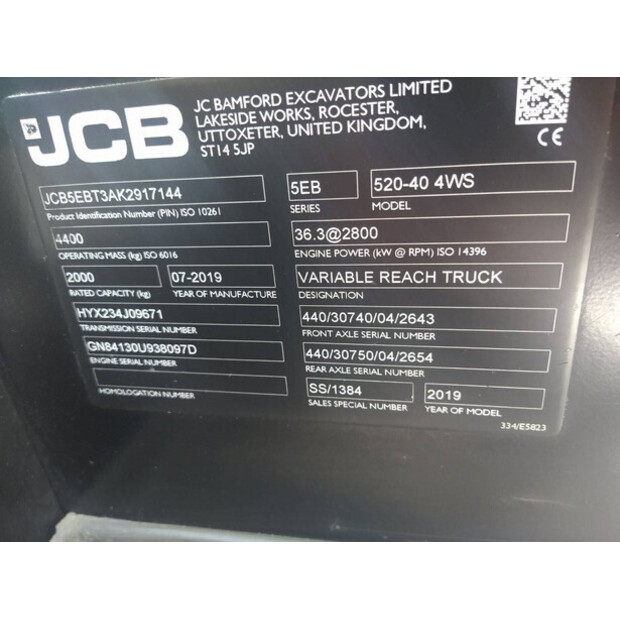 JCB
JC BAMFORD EXCAVATORS LIMITED
LAKESIDE WORKS, ROCESTER,
UTTOXETER, UNITED KINGDOM,
ST14 5JP
CE
JCB5EBT3AK2917144
Product Identification Number (PIN) ISO 10261
5EB
SERIES
520-40 4WS
MODEL
4400
OPERATING MASS (kg) ISO 6016
36.3@2800
ENGINE POWER (kW @ RPM) ISO 14396
2000
RATED CAPACITY (kg)
07-2019
YEAR OF MANUFACTURE
VARIABLE REACH TRUCK
DESIGNATION
HYX234J09671
TRANSMISSION SERIAL NUMBER
440/30740/04/2643
FRONT AXLE SERIAL NUMBER
GN84130U938097D
ENGINE SERIAL NUMBER
440/30750/04/2654
REAR AXLE SERIAL NUMBER
HOMOLOGATION NUMBER
SS/1384
SALES SPECIAL NUMBER
2019
YEAR OF MODEL
334/E5823